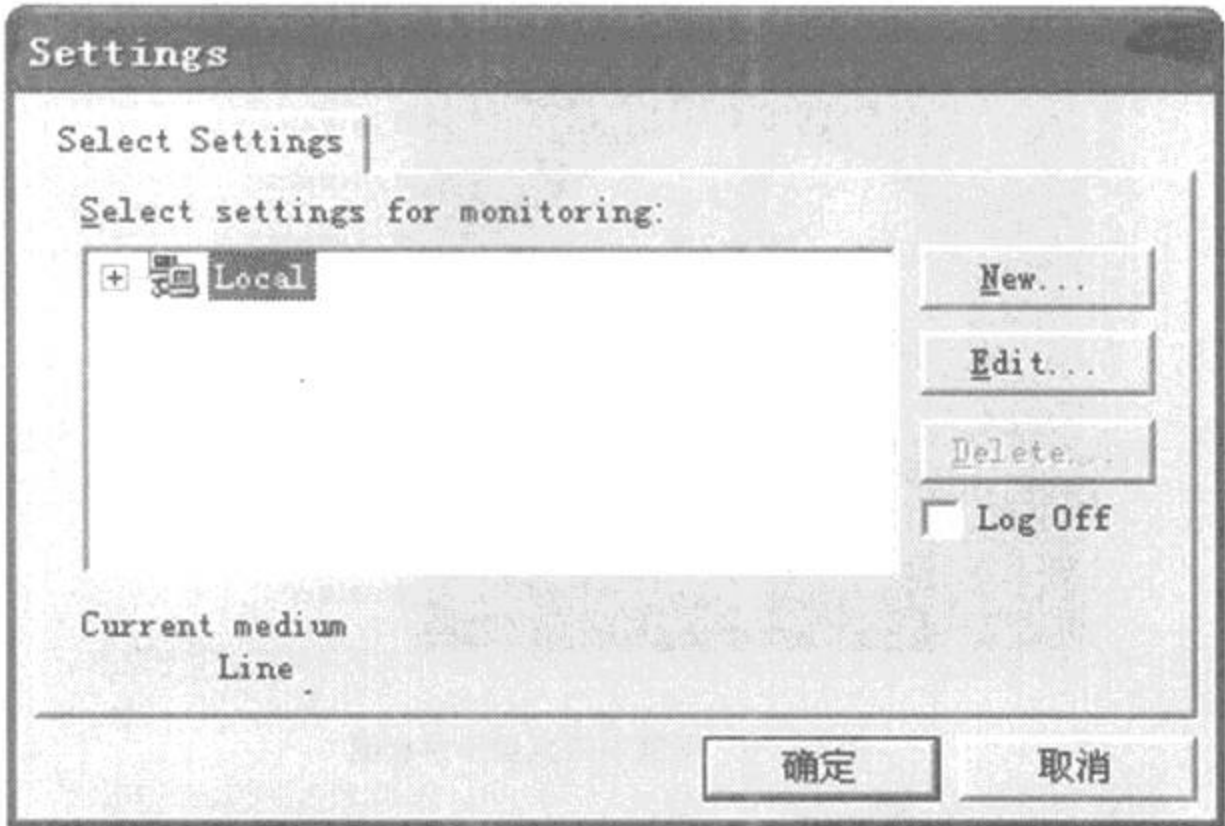 Settings
Select Settings
Select settings for monitoring:
Local
New...
Edit...
Delete...
Log Off
Current medium
Line
确定
取消